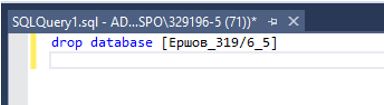 SQLQuery1.sql - AD...SPO\329196-5 (71))*
drop database [Ершов_319/6_5]